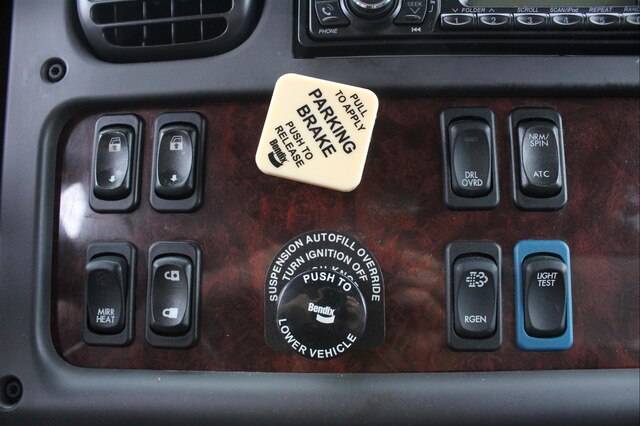 PHONE
SEEK
FOLDER
SCROLL
SCAN/iPod
REPEAT
1
2
3
4
5
6
PULL
TO APPLY
PARKING
BRAKE
PUSH TO
RELEASE
Bendix
DRL
OVRD
NRM/
SPIN
ATC
MIRR
HEAT
SUSPENSION AUTOFILL OVERRIDE
TURN IGNITION OFF
PUSH TO
Bendix
LOWER VEHICLE
RGEN
LIGHT
TEST